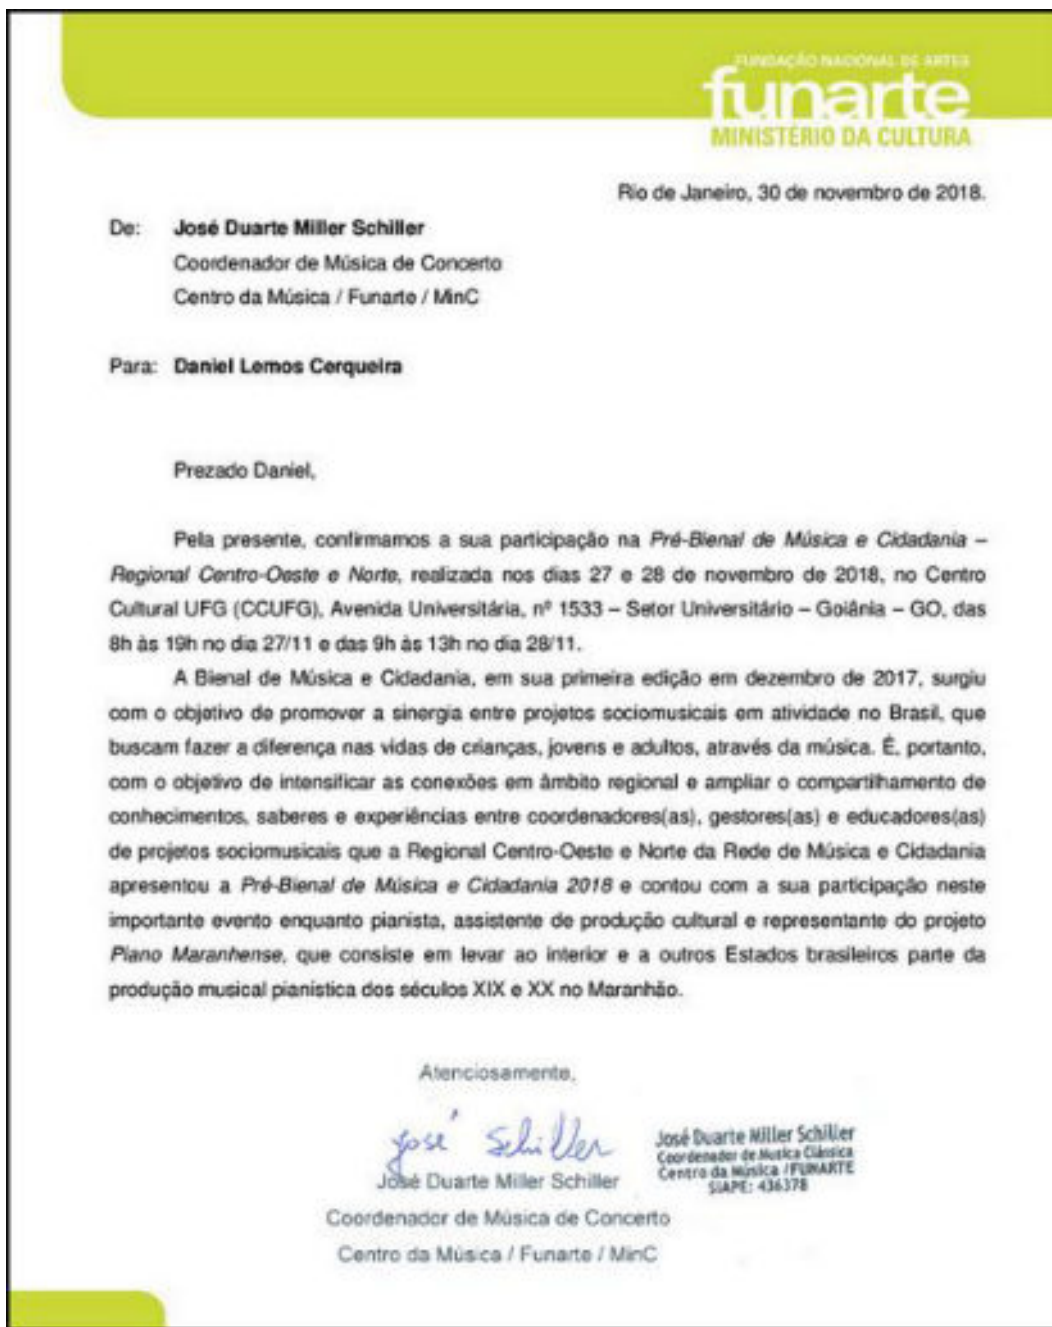 FUNDAÇÃO NACIONAL DE ARTES
funarte
MINISTÉRIO DA CULTURA
Rio de Janeiro, 30 de novembro de 2018.
De: José Duarte Miller Schiller
Coordenador de Música de Concerto
Centro da Música / Funarte / MinC
Para: Daniel Lemos Cerqueira
Prezado Daniel,
Pela presente, confirmamos a sua participação na Pré-Bienal de Música e Cidadania –
Regional Centro-Oeste e Norte, realizada nos dias 27 e 28 de novembro de 2018, no Centro
Cultural UFG (CCUFG), Avenida Universitária, nº 1533 – Setor Universitário – Goiânia – GO, das
8h às 19h no dia 27/11 e das 9h às 13h no dia 28/11.
A Bienal de Música e Cidadania, em sua primeira edição em dezembro de 2017, surgiu
com o objetivo de promover a sinergia entre projetos sociomusicais em atividade no Brasil, que
buscam fazer a diferença nas vidas de crianças, jovens e adultos, através da música. É, portanto,
com o objetivo de intensificar as conexões em âmbito regional e ampliar o compartilhamento de
conhecimentos, saberes e experiências entre coordenadores(as), gestores(as) e educadores(as)
de projetos sociomusicais que a Regional Centro-Oeste e Norte da Rede de Música e Cidadania
apresentou a Pré-Bienal de Música e Cidadania 2018 e contou com a sua participação neste
importante evento enquanto pianista, assistente de produção cultural e representante do projeto
Piano Maranhense, que consiste em levar ao interior e a outros Estados brasileiros parte da
produção musical pianística dos séculos XIX e XX no Maranhão.
Atenciosamente,
José Schiller
José Duarte Miller Schiller
Coordenador de Música de Concerto
Centro da Música / Funarte / MinC
José Duarte Miller Schiller
Coordenador de Musica Clássica
Centro da Música /FUNARTE
SIAPE: 436378